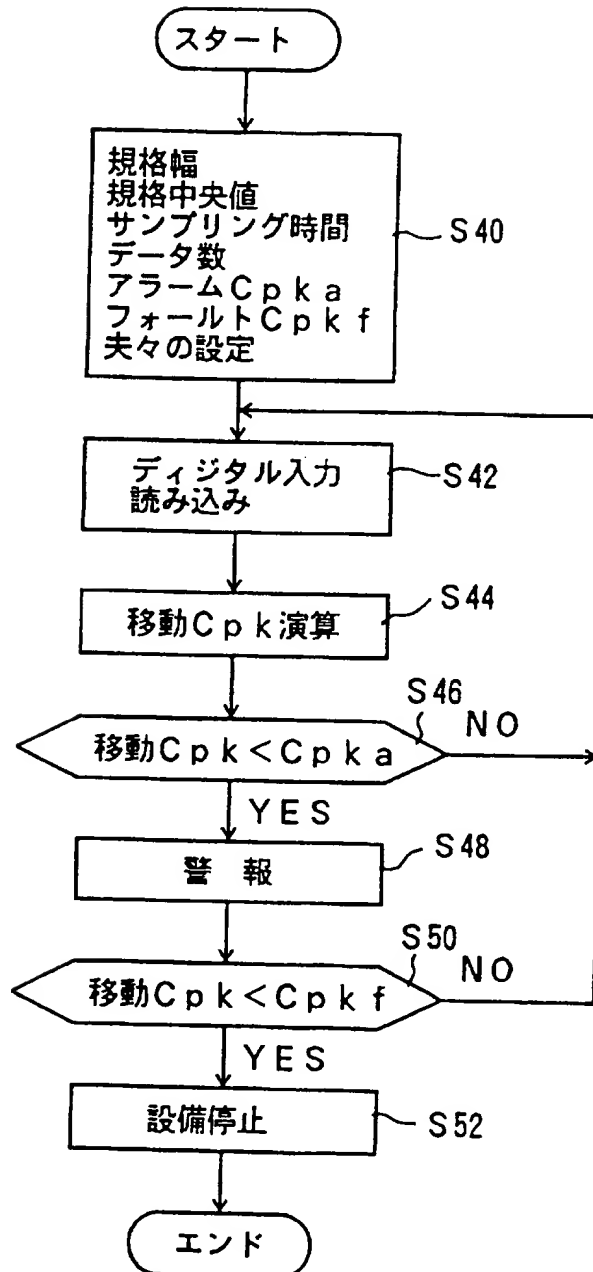 スタート
規格幅
規格中央値
サンプリング時間
データ数
アラームCpka
フォールトCpkf
夫々の設定
S40
ディジタル入力
読み込み
S42
移動Cpk演算
S44
移動Cpk<Cpka
S46
NO
YES
警 報
S48
移動Cpk<Cpkf
S50
NO
YES
設備停止
S52
エンド